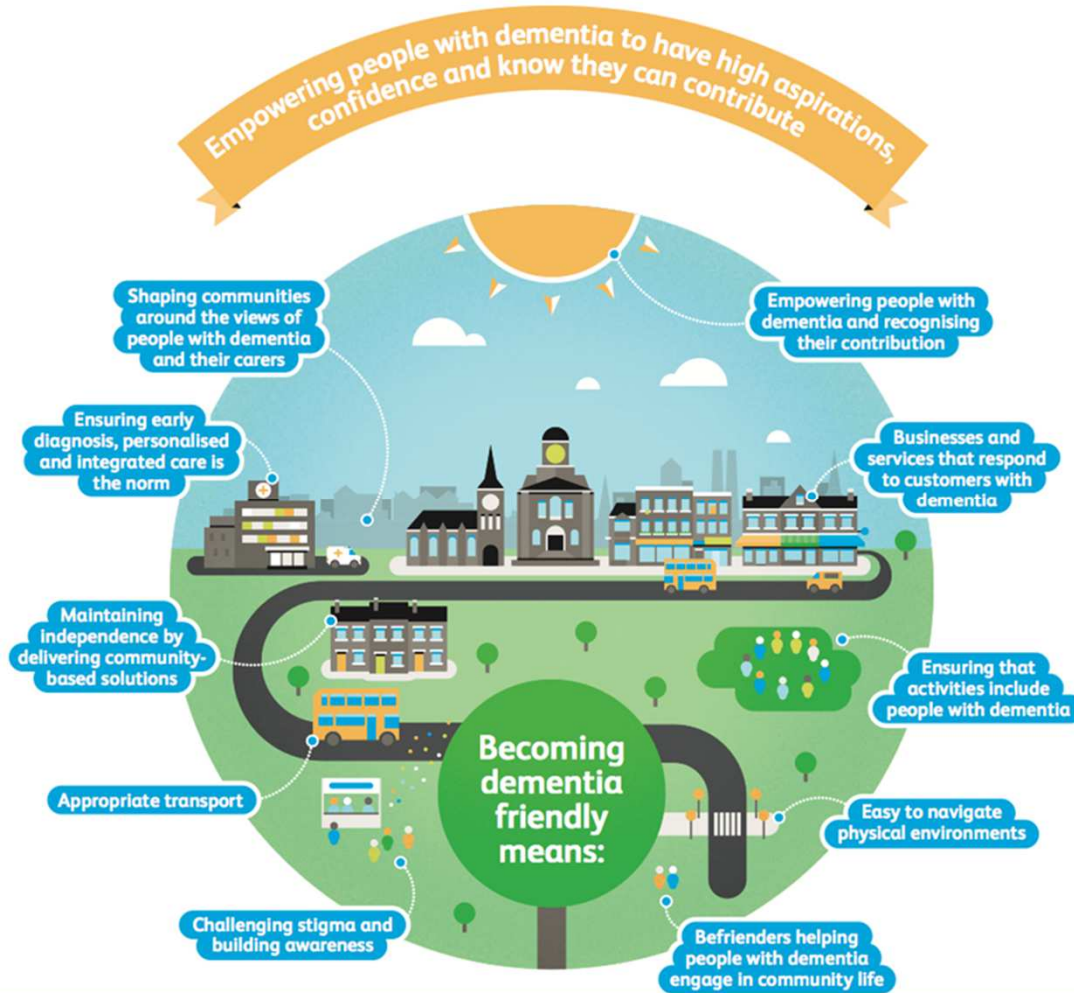 Empowering people with dementia to have high aspirations,
confidence and know they can contribute
Shaping communities
around the views of
people with dementia
and their carers
Empowering people with
dementia and recognising
their contribution
Ensuring early
diagnosis, personalised
and integrated care is
the norm
Businesses and
services that respond
to customers with
dementia
Maintaining
independence by
delivering community-
based solutions
Ensuring that
activities include
people with dementia
Becoming
dementia
friendly
means:
Appropriate transport
Easy to navigate
physical environments
Challenging stigma and
building awareness
Befrienders helping
people with dementia
engage in community life